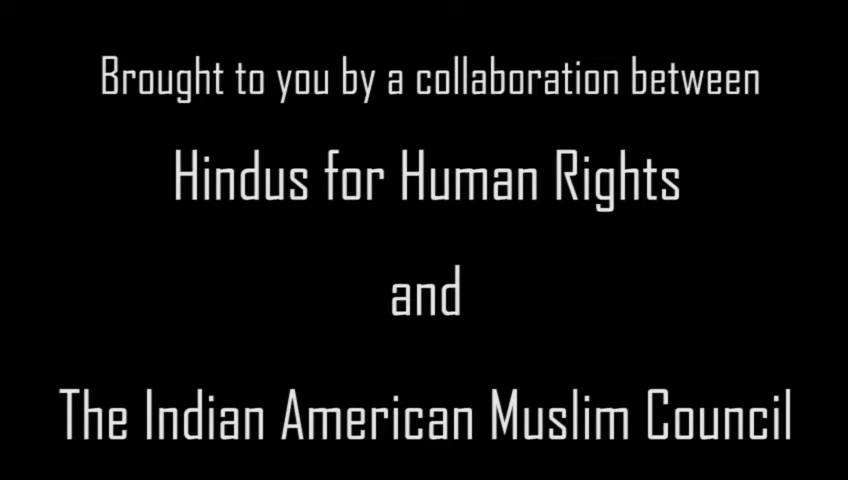 Brought to you by a collaboration between
Hindus for Human Rights
and
The Indian American Muslim Council